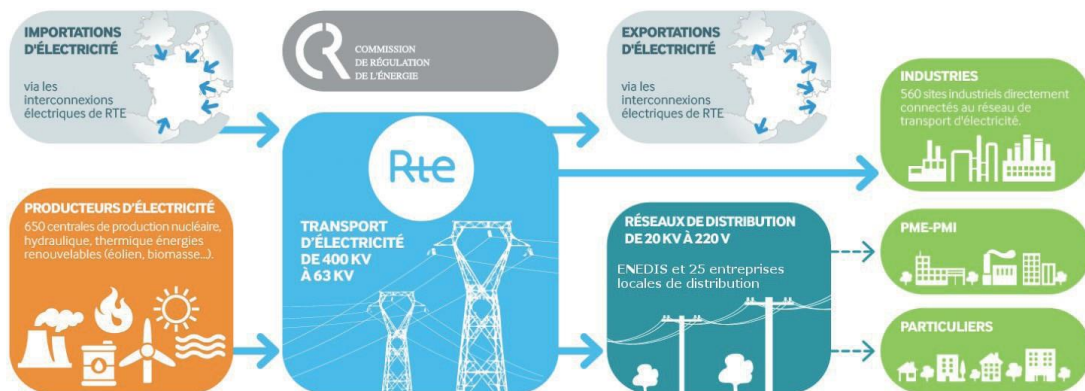 IMPORTATIONS
D'ÉLECTRICITÉ
via les
interconnexions
électriques de RTE
CR
COMMISSION
DE RÉGULATION
DE L'ÉNERGIE
EXPORTATIONS
D'ÉLECTRICITÉ
via les
interconnexions
électriques de RTE
INDUSTRIES
560 sites industriels directement
connectés au réseau de
transport d'électricité.
PRODUCTEURS D'ÉLECTRICITÉ
650 centrales de production nucléaire,
hydraulique, thermique énergies
renouvelables (éolien, biomasse...).
Rte
TRANSPORT
D'ÉLECTRICITÉ
DE 400 KV
À 63 KV
RÉSEAUX DE DISTRIBUTION
DE 20 KV À 220 V
ENEDIS et 25 entreprises
locales de distribution
PME-PMI
PARTICULIERS